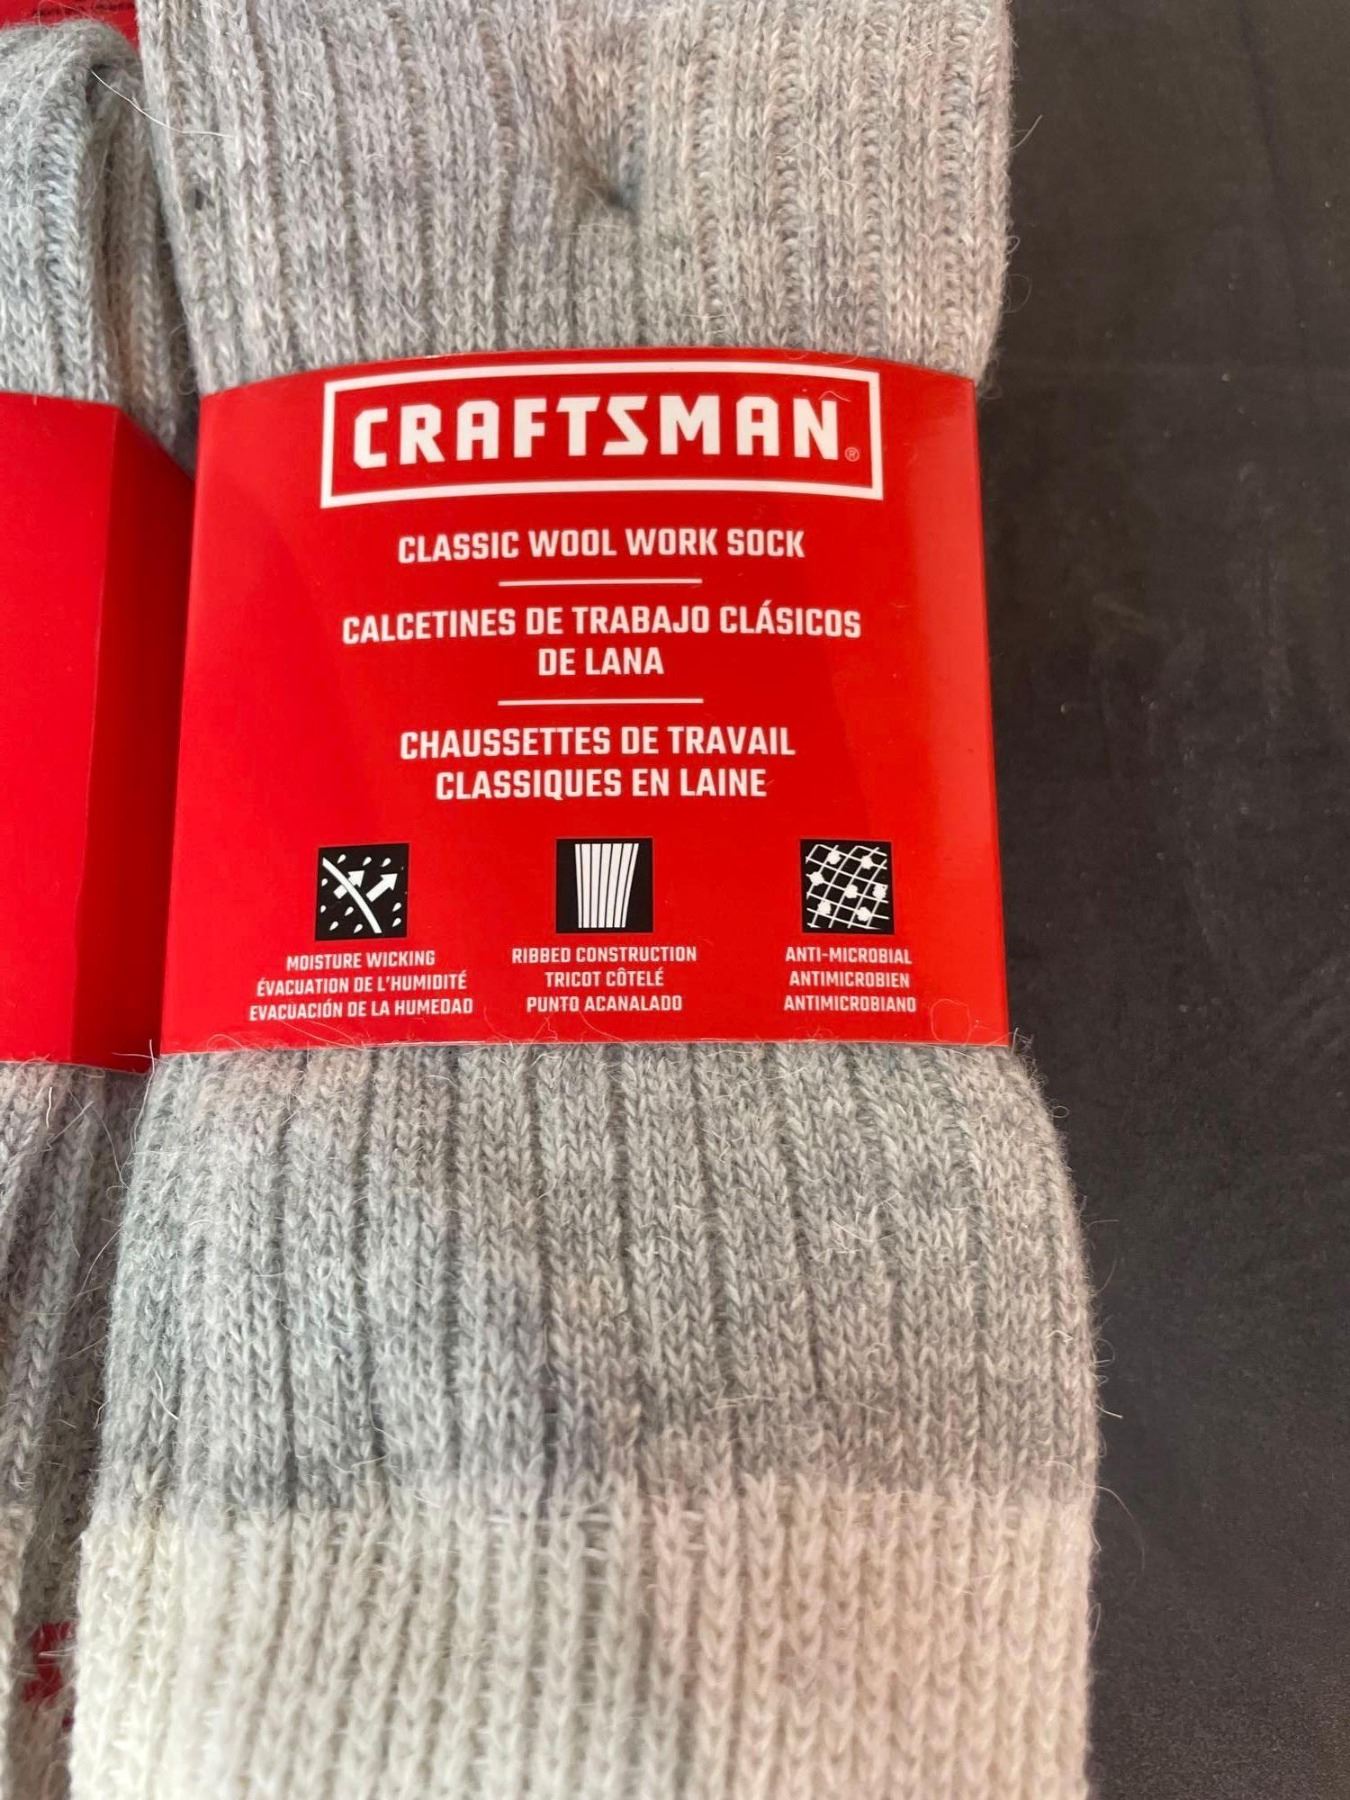 CRAFTSMAN®
CLASSIC WOOL WORK SOCK
CALCETINES DE TRABAJO CLÁSICOS
DE LANA
CHAUSSETTES DE TRAVAIL
CLASSIQUES EN LAINE
MOISTURE WICKING
ÉVACUATION DE L'HUMIDITÉ
EVACUACIÓN DE LA HUMEDAD
RIBBED CONSTRUCTION
TRICOT CÔTELÉ
PUNTO ACANALADO
ANTI-MICROBIAL
ANTIMICROBIEN
ANTIMICROBIANO